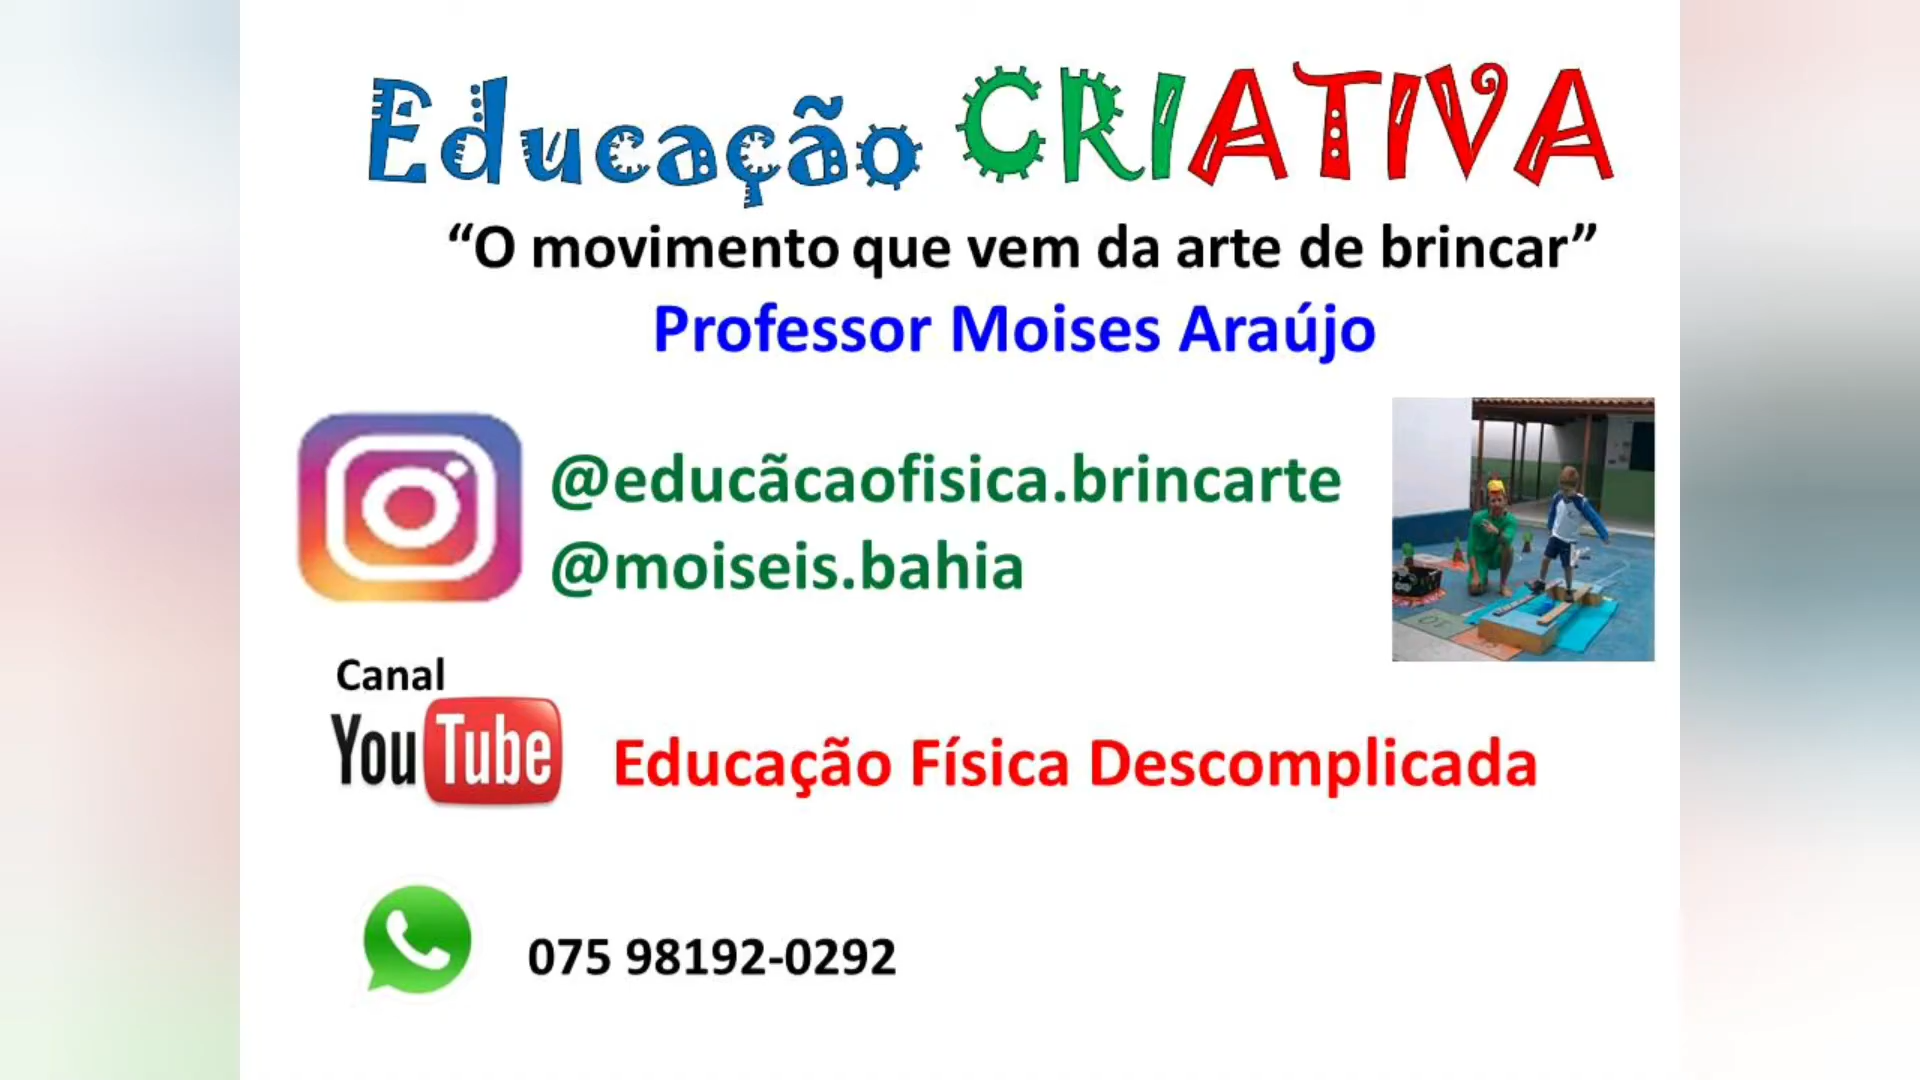 Educação CRIATIVA
“O movimento que vem da arte de brincar”
Professor Moises Araújo
@educãcaofisica.brincarte
@moiseis.bahia
Canal
YouTube
Educação Física Descomplicada
075 98192-0292